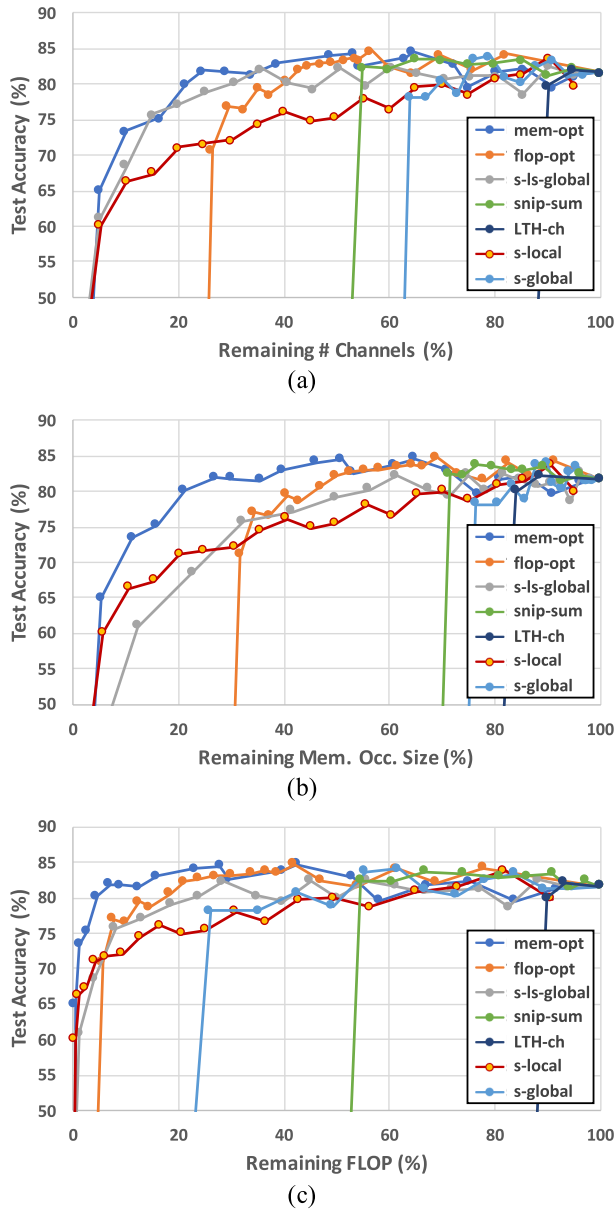 90
85
80
75
70
65
60
55
50
Test Accuracy (%)
mem-opt
flop-opt
s-ls-global
snip-sum
LTH-ch
s-local
s-global
0 20 40 60 80 100
Remaining # Channels (%)
(a)
90
85
80
75
70
65
60
55
50
Test Accuracy (%)
mem-opt
flop-opt
s-ls-global
snip-sum
LTH-ch
s-local
s-global
0 20 40 60 80 100
Remaining Mem. Occ. Size (%)
(b)
90
85
80
75
70
65
60
55
50
Test Accuracy (%)
mem-opt
flop-opt
s-ls-global
snip-sum
LTH-ch
s-local
s-global
0 20 40 60 80 100
Remaining FLOP (%)
(c)